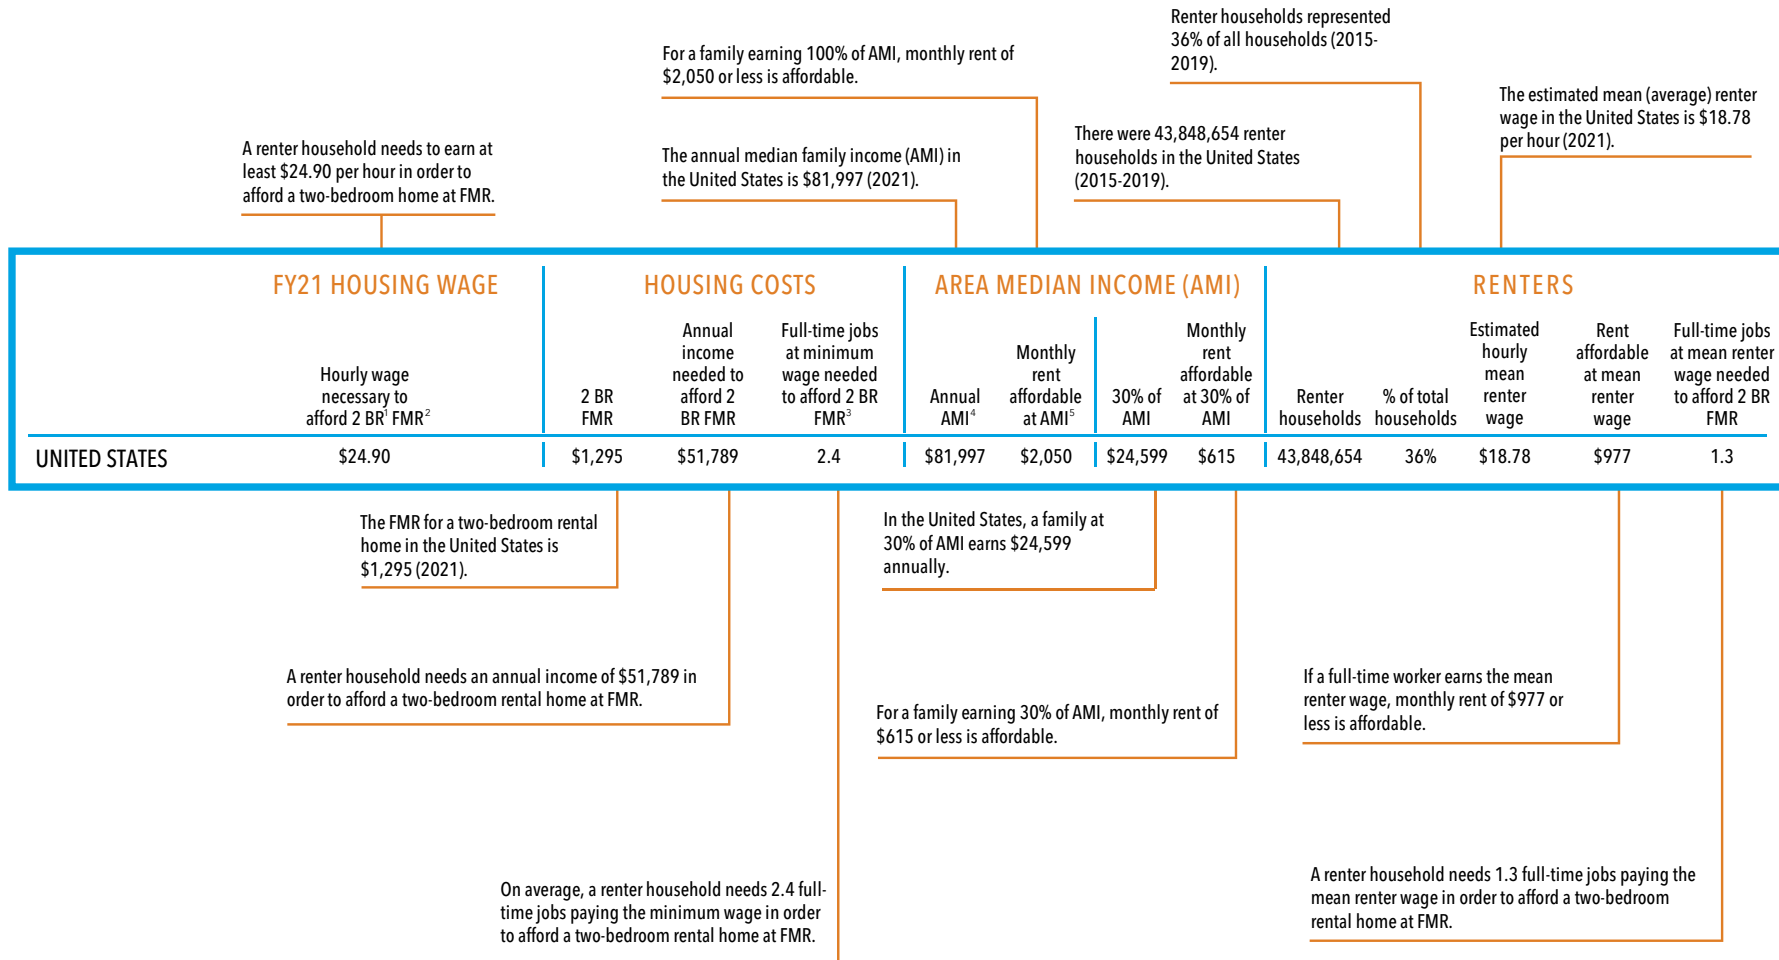 Renter households represented
36% of all households (2015-
2019).
For a family earning 100% of AMI, monthly rent of
$2,050 or less is affordable.
The estimated mean (average) renter
wage in the United States is $18.78
per hour (2021).
There were 43,848,654 renter
households in the United States
(2015-2019).
A renter household needs to earn at
least $24.90 per hour in order to
afford a two-bedroom home at FMR.
The annual median family income (AMI) in
the United States is $81,997 (2021).
FY21 HOUSING WAGE
HOUSING COSTS
AREA MEDIAN INCOME (AMI)
RENTERS
Hourly wage
necessary to
afford 2 BR¹ FMR²
2 BR
FMR
Annual
income
needed to
afford 2
BR FMR
Full-time jobs
at minimum
wage needed
to afford 2 BR
FMR³
Annual
AMI⁴
Monthly
rent
affordable
at AMI⁵
30% of
AMI
Monthly
rent
affordable
at 30% of
AMI
Renter
households
% of total
households
Estimated
hourly
mean
renter
wage
Rent
affordable
at mean
renter
wage
Full-time jobs
at mean renter
wage needed
to afford 2 BR
FMR
UNITED STATES $24.90 $1,295 $51,789 2.4 $81,997 $2,050 $24,599 $615 43,848,654 36% $18.78 $977 1.3
The FMR for a two-bedroom rental
home in the United States is
$1,295 (2021).
In the United States, a family at
30% of AMI earns $24,599
annually.
A renter household needs an annual income of $51,789 in
order to afford a two-bedroom rental home at FMR.
For a family earning 30% of AMI, monthly rent of
$615 or less is affordable.
If a full-time worker earns the mean
renter wage, monthly rent of $977 or
less is affordable.
On average, a renter household needs 2.4 full-
time jobs paying the minimum wage in order
to afford a two-bedroom rental home at FMR.
A renter household needs 1.3 full-time jobs paying the
mean renter wage in order to afford a two-bedroom
rental home at FMR.